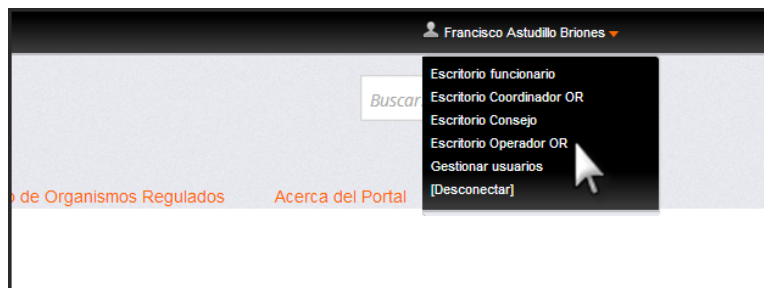 Francisco Astudillo Briones
Buscar
Escritorio funcionario
Escritorio Coordinador OR
Escritorio Consejo
Escritorio Operador OR
Gestionar usuarios
[Desconectar]
de Organismos Regulados
Acerca del Portal